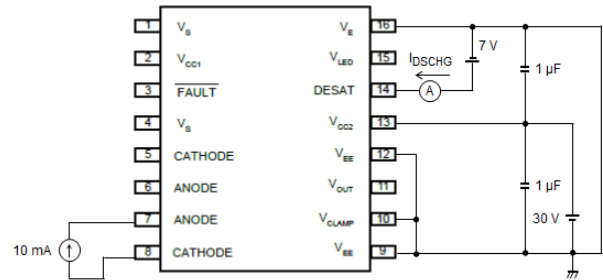 1 V_S V_E 16
2 V_CC1 V_LED 15
3 FAULT DESAT 14
4 V_S V_CC2 13
5 CATHODE V_EE 12
6 ANODE V_OUT 11
7 ANODE V_CLAMP 10
8 CATHODE V_EE 9
10 mA
I_DSCHG
A
7 V
1 µF
1 µF
30 V